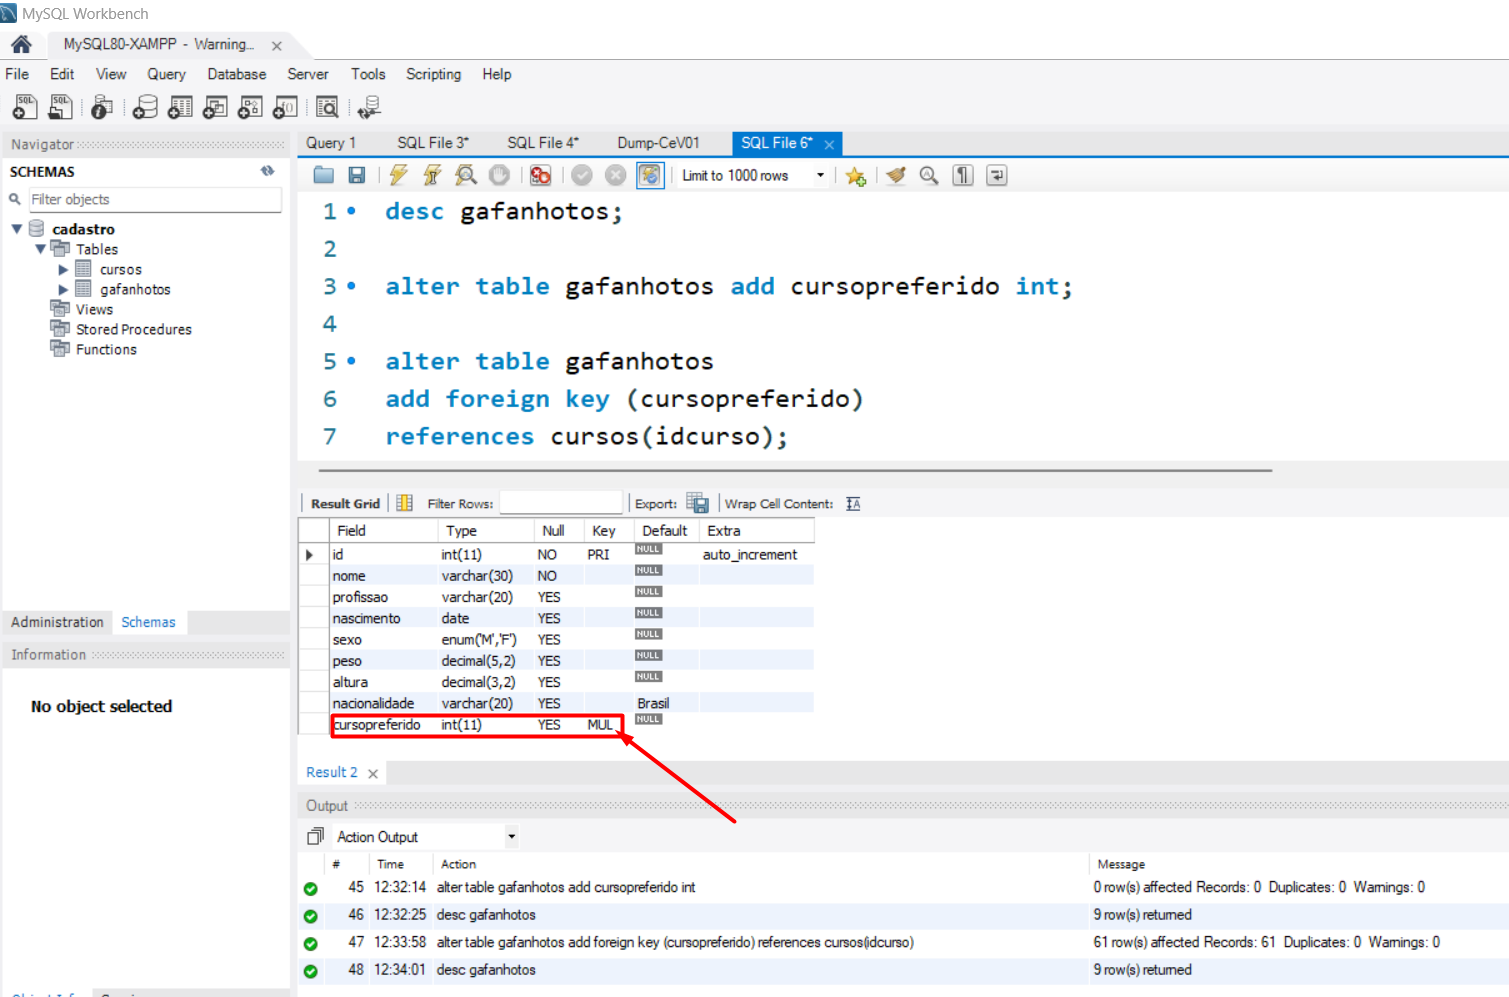 MySQL Workbench
MySQL80-XAMPP - Warning...
File Edit View Query Database Server Tools Scripting Help
Navigator
SCHEMAS
Filter objects
cadastro
Tables
cursos
gafanhotos
Views
Stored Procedures
Functions
Administration Schemas
Information
No object selected
Query 1 SQL File 3* SQL File 4* Dump-CeV01 SQL File 6*
Limit to 1000 rows
1 desc gafanhotos;
2
3 alter table gafanhotos add cursopreferido int;
4
5 alter table gafanhotos
6 add foreign key (cursopreferido)
7 references cursos(idcurso);
Result Grid Filter Rows: Export: Wrap Cell Content:
Field Type Null Key Default Extra
id int(11) NO PRI NULL auto_increment
nome varchar(30) NO NULL
profissao varchar(20) YES NULL
nascimento date YES NULL
sexo enum('M','F') YES NULL
peso decimal(5,2) YES NULL
altura decimal(3,2) YES NULL
nacionalidade varchar(20) YES Brasil
cursopreferido int(11) YES MUL NULL
Result 2
Output
Action Output
# Time Action Message
45 12:32:14 alter table gafanhotos add cursopreferido int 0 row(s) affected Records: 0 Duplicates: 0 Warnings: 0
46 12:32:25 desc gafanhotos 9 row(s) returned
47 12:33:58 alter table gafanhotos add foreign key (cursopreferido) references cursos(idcurso) 61 row(s) affected Records: 61 Duplicates: 0 Warnings: 0
48 12:34:01 desc gafanhotos 9 row(s) returned